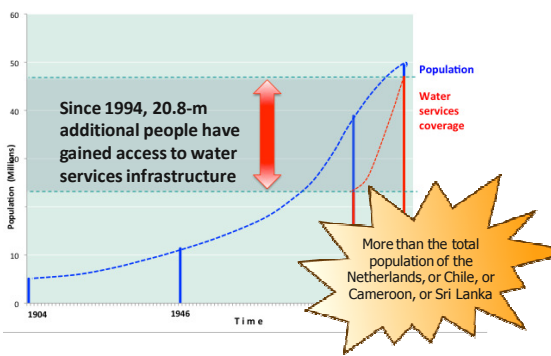 60
50
40
30
10
0
Population (Millions)
Since 1994, 20.8-m
additional people have
gained access to water
services infrastructure
Population
Water
services
coverage
More than the total
population of the
Netherlands, or Chile, or
Cameroon, or Sri Lanka
1904
1946
Time